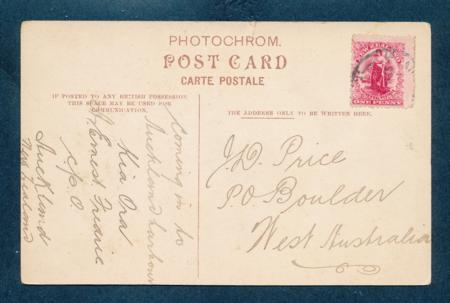 PHOTOCHROM.
POST CARD
CARTE POSTALE
IF POSTED TO ANY BRITISH POSSESSION
THIS SPACE MAY BE USED FOR
COMMUNICATION.
THE ADDRESS ONLY TO BE WRITTEN HERE.
Coming in to
Auckland harbour
Kia Ora
Ernest Fredric
G.P.O
Auckland
New
J.D. Price
P.O. Boulder
West Australia
ONE PENNY